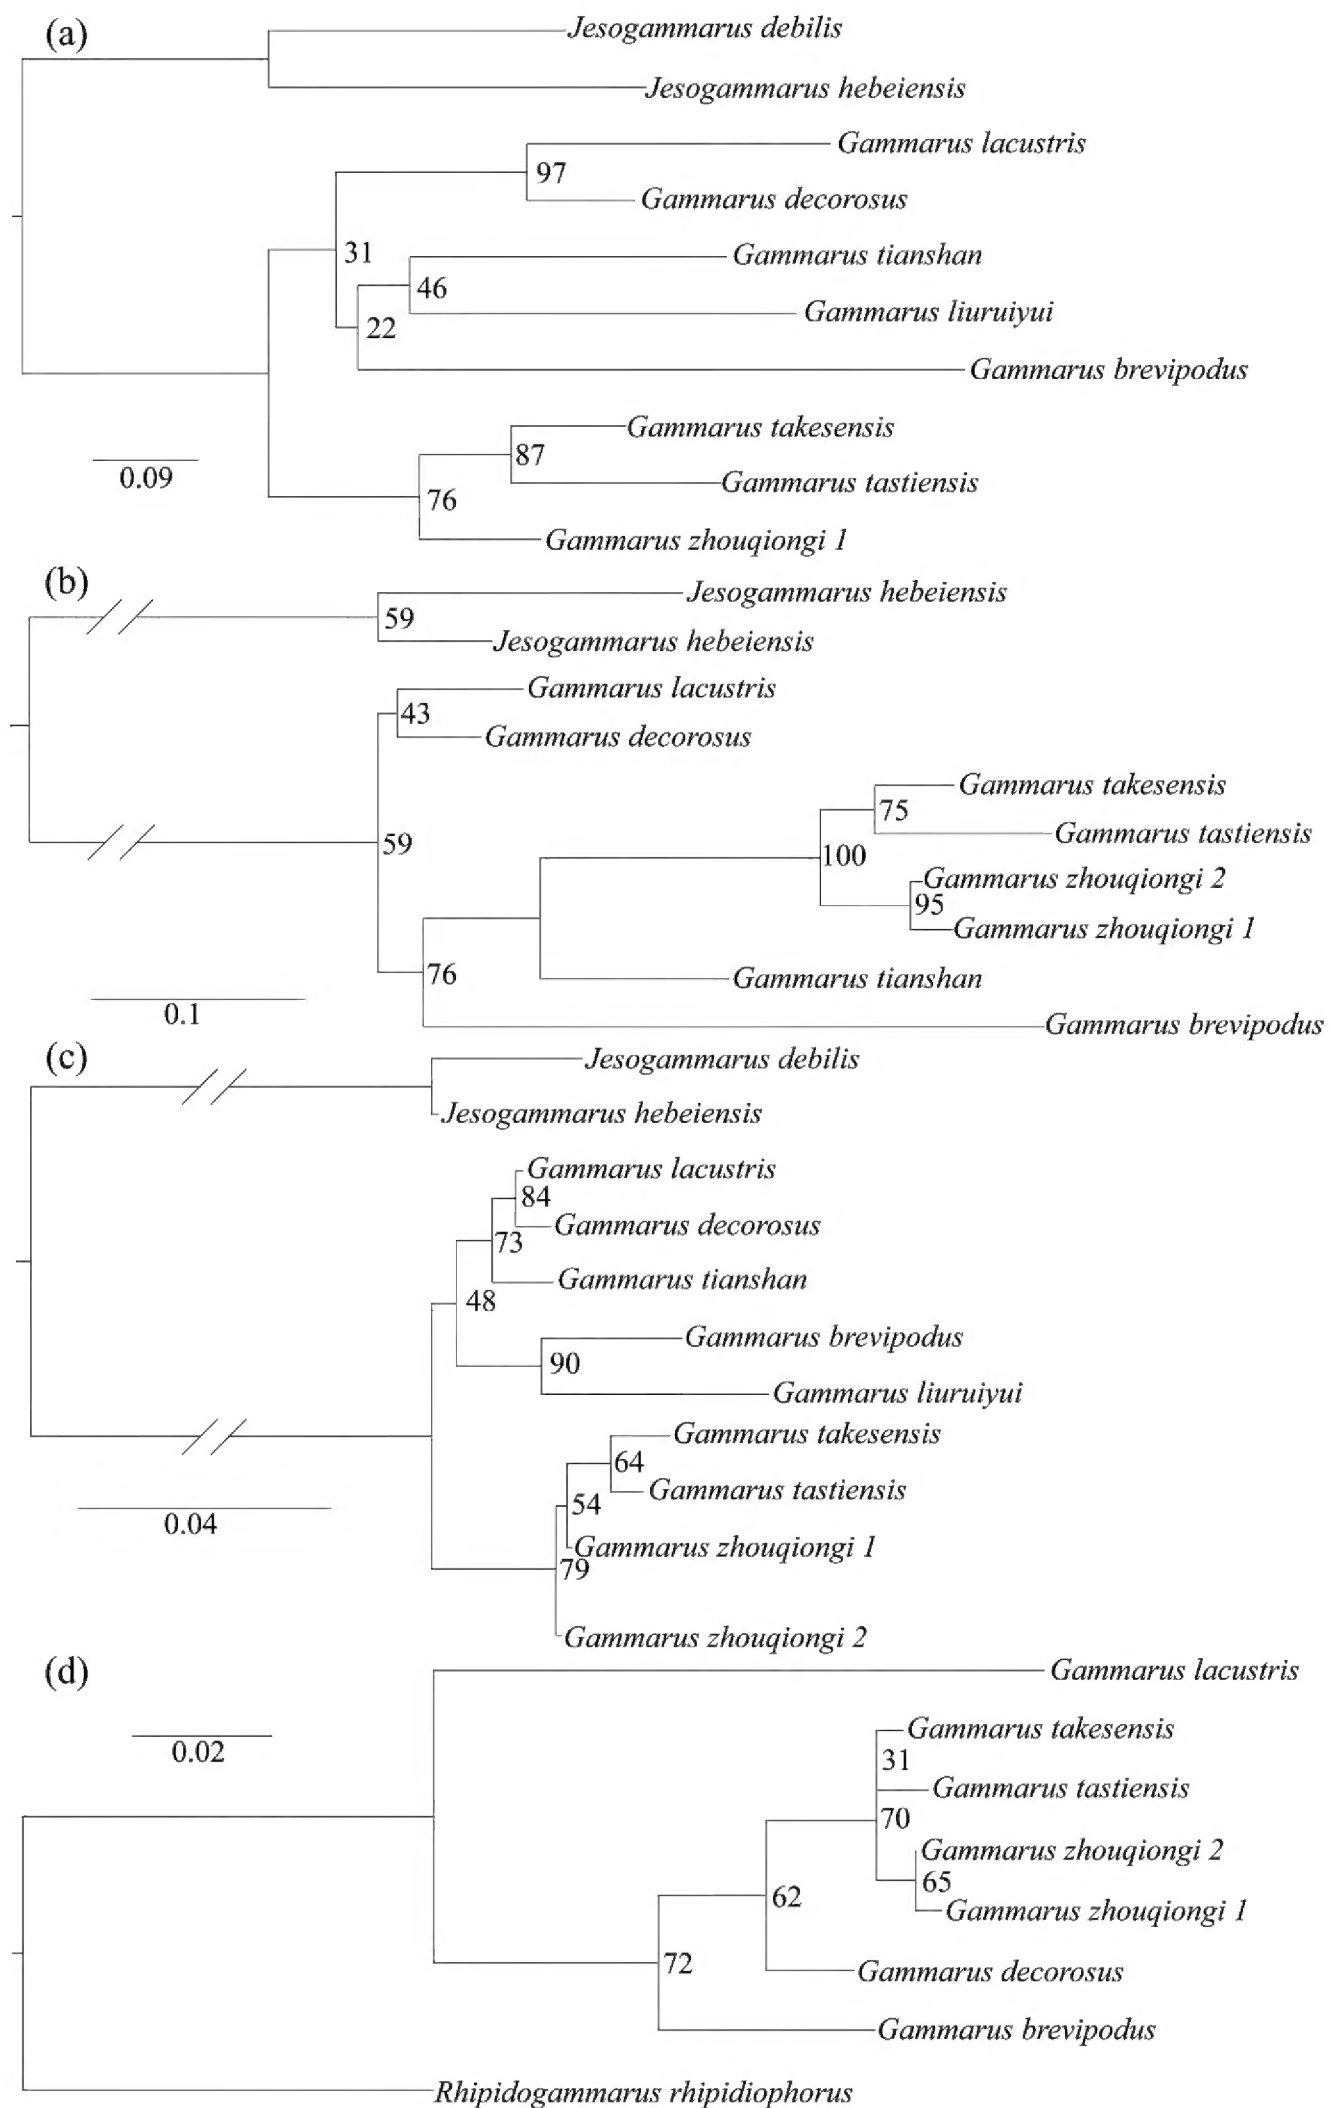 (a)
Jesogammarus debilis
Jesogammarus hebeiensis
Gammarus lacustris
97
Gammarus decorosus
31
Gammarus tianshan
46
Gammarus liuruiyui
22
Gammarus brevipodus
Gammarus takesensis
87
0.09
Gammarus tastiensis
76
Gammarus zhouqiongi 1
(b)
Jesogammarus hebeiensis
59
Jesogammarus hebeiensis
Gammarus lacustris
43
Gammarus decorosus
Gammarus takesensis
75
Gammarus tastiensis
59
100
Gammarus zhouqiongi 2
95
Gammarus zhouqiongi 1
76
Gammarus tianshan
0.1
Gammarus brevipodus
(c)
Jesogammarus debilis
Jesogammarus hebeiensis
Gammarus lacustris
84
Gammarus decorosus
73
Gammarus tianshan
48
Gammarus brevipodus
90
Gammarus liuruiyui
Gammarus takesensis
64
Gammarus tastiensis
54
0.04
Gammarus zhouqiongi 1
79
Gammarus zhouqiongi 2
(d)
Gammarus lacustris
Gammarus takesensis
0.02
31
Gammarus tastiensis
70
Gammarus zhouqiongi 2
65
62
Gammarus zhouqiongi 1
72
Gammarus decorosus
Gammarus brevipodus
Rhipidogammarus rhipidiophorus